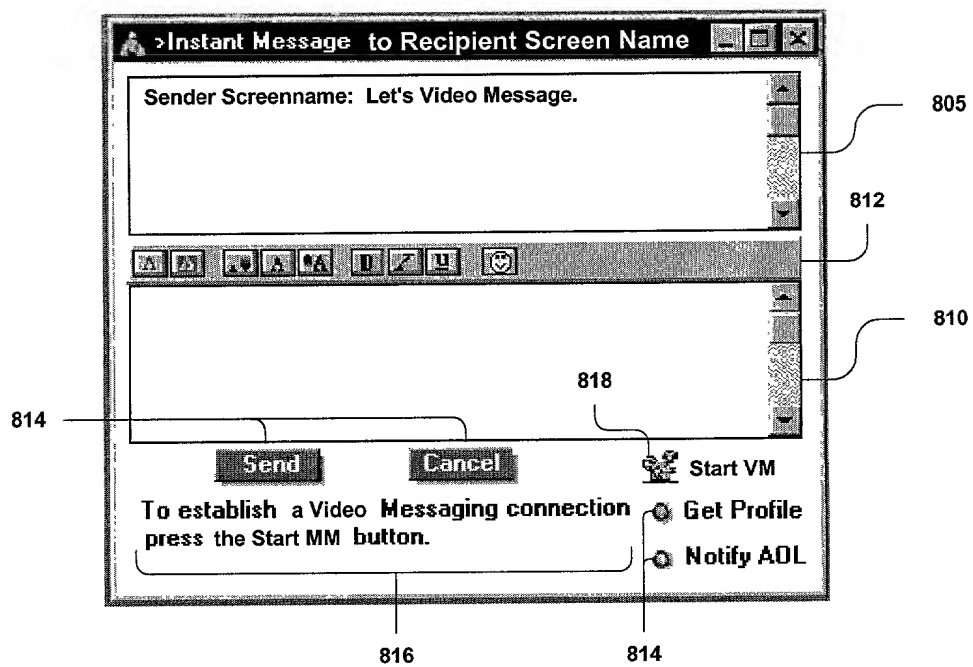 >Instant Message to Recipient Screen Name
Sender Screenname: Let's Video Message.
805
812
810
818
814
Send Cancel Start VM
To establish a Video Messaging connection
press the Start MM button.
Get Profile
Notify AOL
816
814